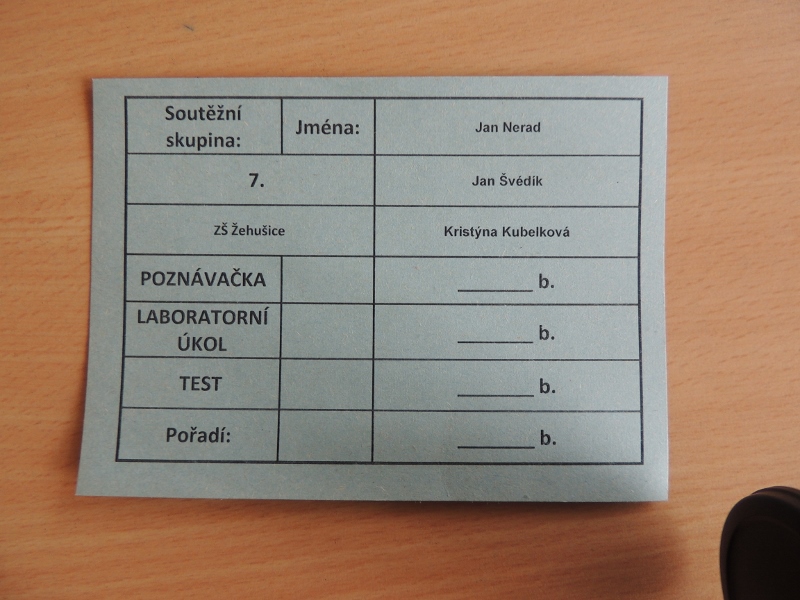 Soutěžní
skupina:
Jména:
Jan Nerad
7.
Jan Švédik
ZŠ Žehušice
Kristýna Kubelková
POZNÁVAČKA
_______ b.
LABORATORNÍ
ÚKOL
_______ b.
TEST
_______ b.
Pořadí:
_______ b.